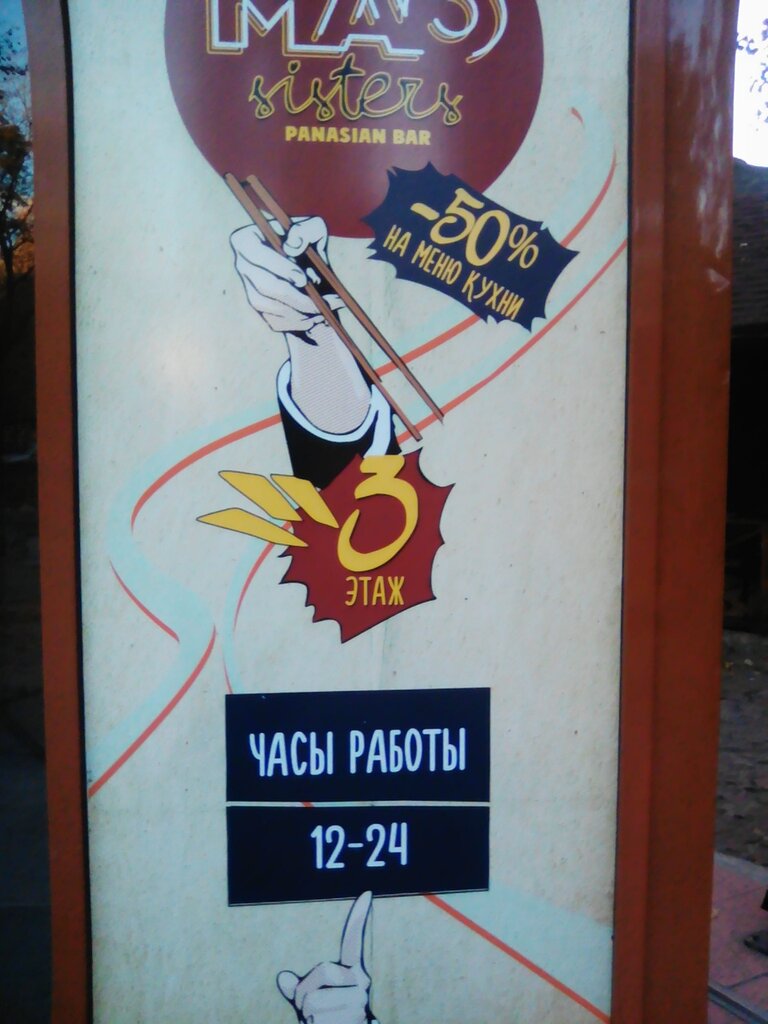 sisters
PANASIAN BAR
-50%
НА МЕНЮ КУХНИ
3
ЭТАЖ
ЧАСЫ РАБОТЫ
12-24